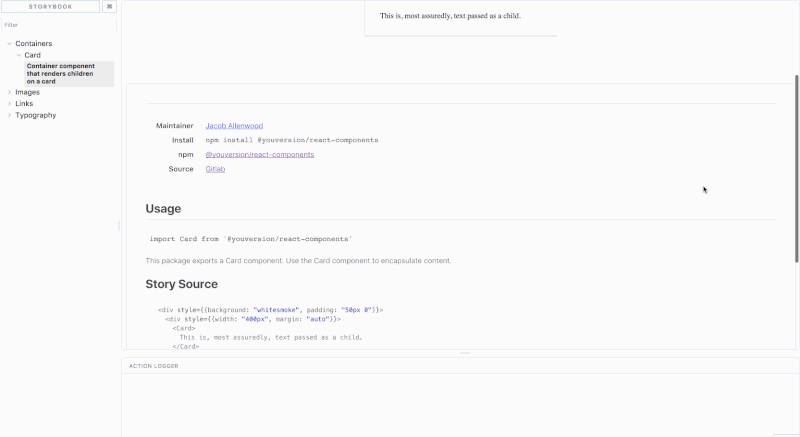 STORYBOOK
⌘
Filter
Containers
Card
Container component
that renders children
on a card
Images
Links
Typography
This is, most assuredly, text passed as a child.
Maintainer Jacob Allenwood
Install npm install @youversion/react-components
npm @youversion/react-components
Source Gitlab
Usage
import Card from '@youversion/react-components'
This package exports a Card component. Use the Card component to encapsulate content.
Story Source
<div style={{background: "whitesmoke", padding: "50px 0"}}>
<div style={{width: "400px", margin: "auto"}}>
<Card>
This is, most assuredly, text passed as a child.
</Card>
ACTION LOGGER